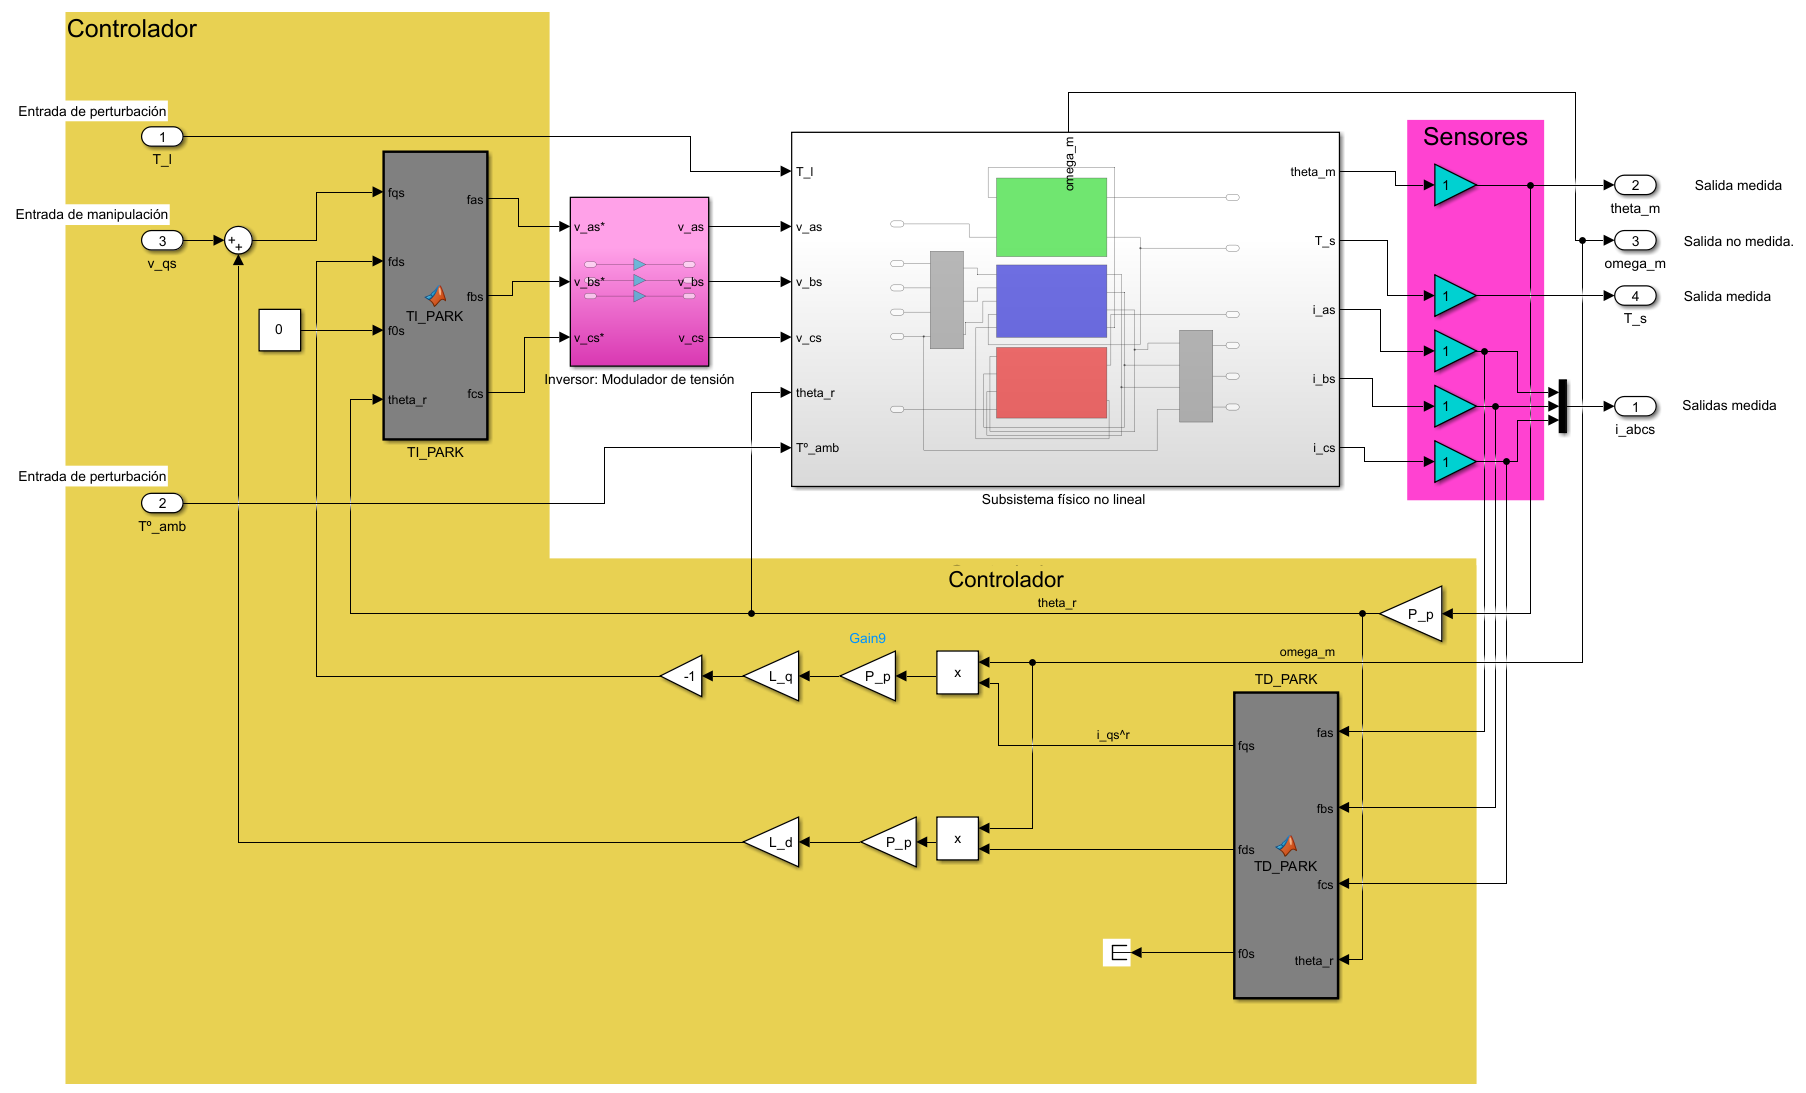 Controlador
Entrada de perturbación
1
T_l
Entrada de manipulación
3
v_qs
+
+
0
Entrada de perturbación
2
Tº_amb
fqs
fds
f0s
theta_r
fas
fbs
fcs
TI_PARK
TI_PARK
v_as*
v_bs*
v_cs*
v_as
v_bs
v_cs
Inversor: Modulador de tensión
T_l
v_as
v_bs
v_cs
theta_r
Tº_amb
omega_m
theta_m
T_s
i_as
i_bs
i_cs
Subsistema físico no lineal
Sensores
1
1
1
1
1
2
theta_m
Salida medida
3
omega_m
Salida no medida.
4
T_s
Salida medida
1
i_abcs
Salidas medida
Controlador
theta_r
P_p
Gain9
-1
L_q
P_p
x
omega_m
i_qs^r
L_d
P_p
x
TD_PARK
fqs
fds
f0s
fas
fbs
fcs
theta_r
TD_PARK